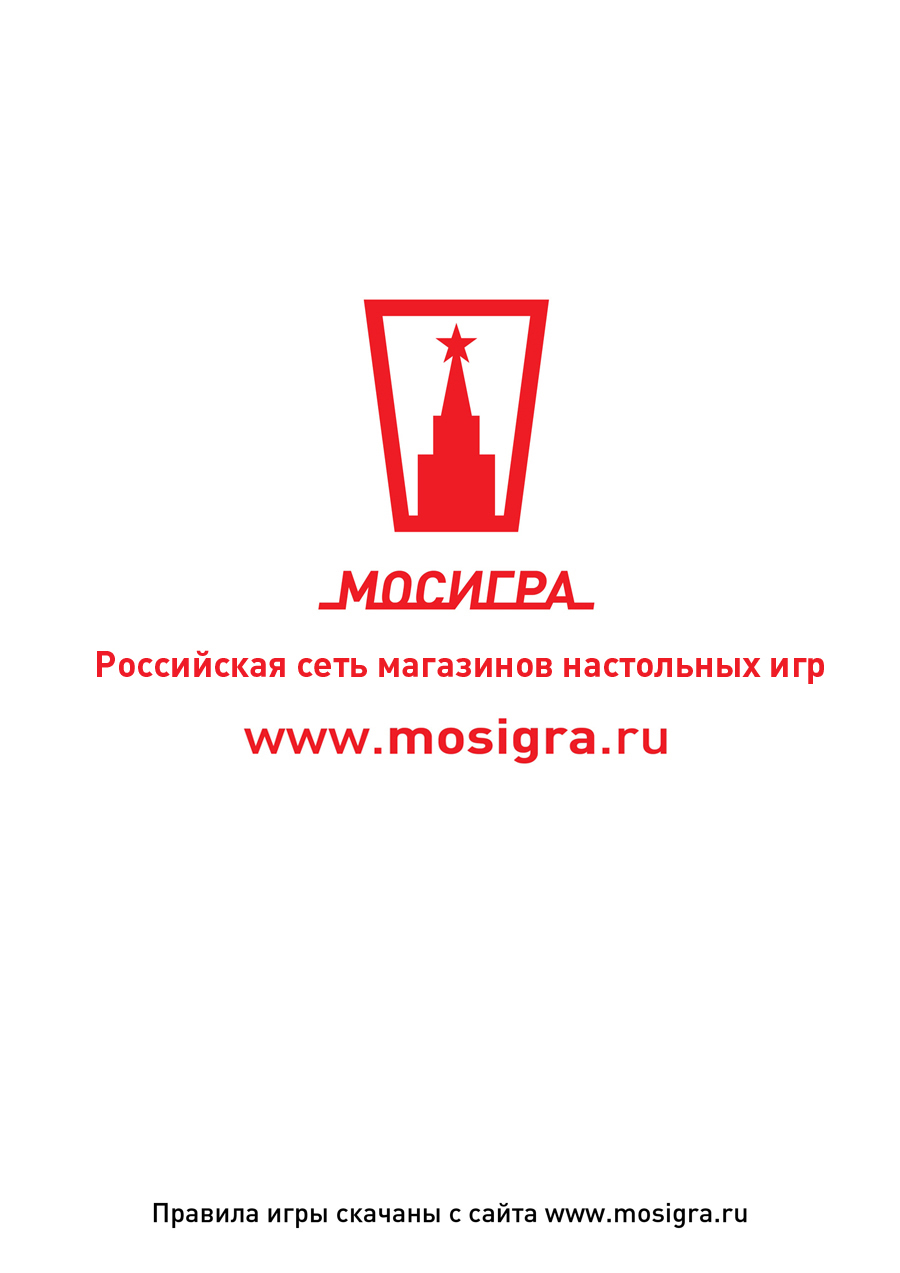 МОСИГРА
Российская сеть магазинов настольных игр
www.mosigra.ru
Правила игры скачаны с сайта www.mosigra.ru